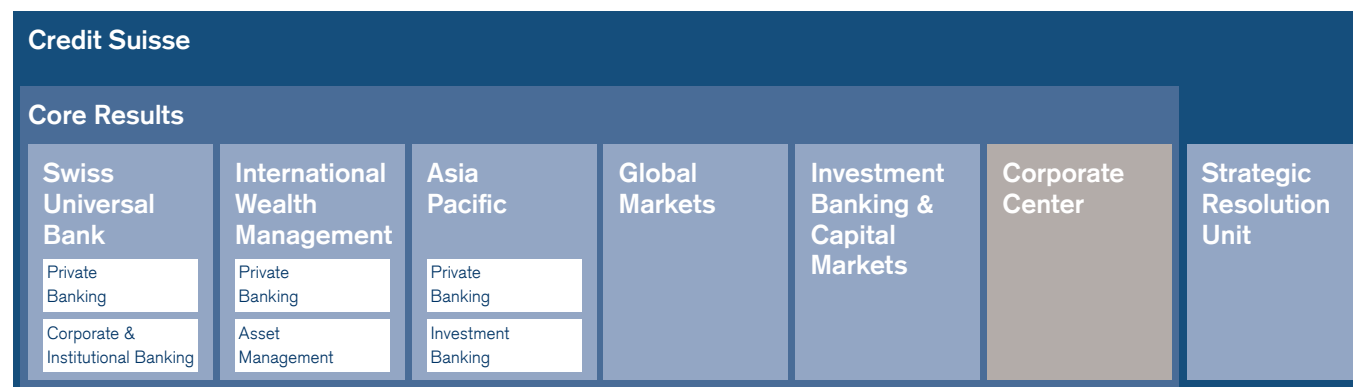 Credit Suisse
Core Results
Swiss
Universal
Bank
Private
Banking
Corporate &
Institutional Banking
International
Wealth
Management
Private
Banking
Asset
Management
Asia
Pacific
Private
Banking
Investment
Banking
Global
Markets
Investment
Banking &
Capital
Markets
Corporate
Center
Strategic
Resolution
Unit